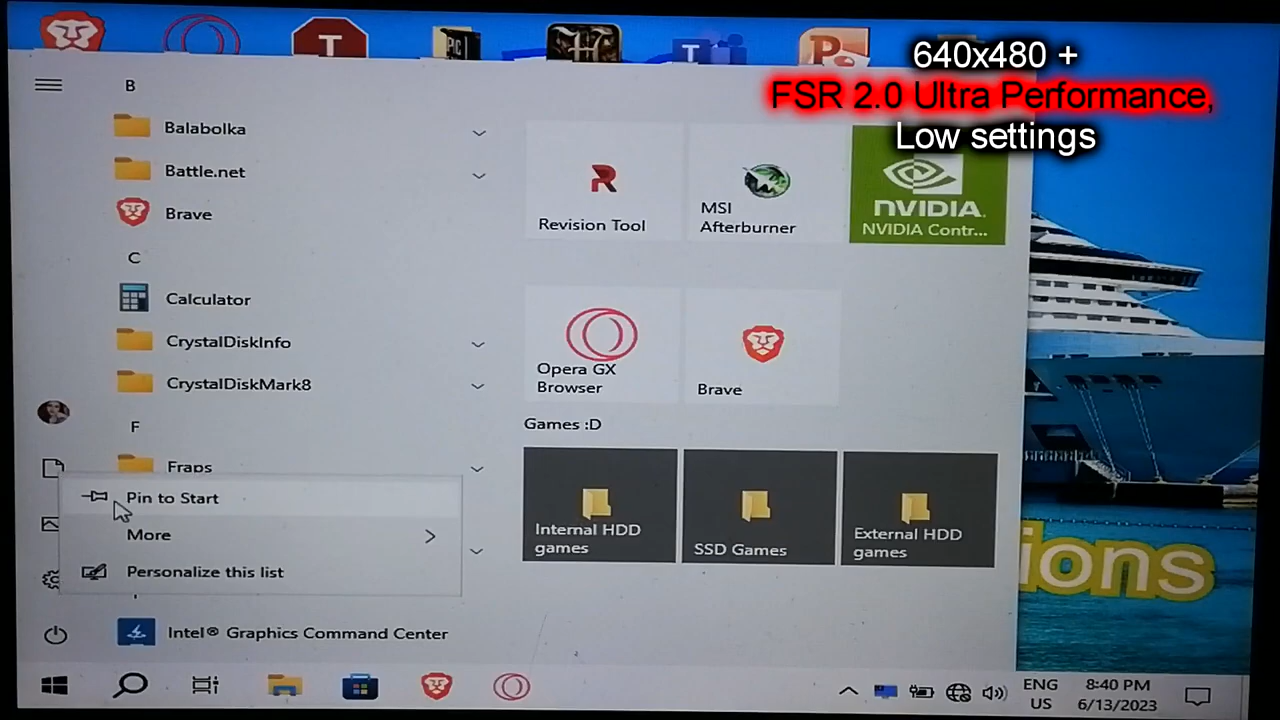 T
PIC
H
T
P
640x480 +
FSR 2.0 Ultra Performance,
Low settings
B
Balabolka
Battle.net
Brave
C
Calculator
CrystalDiskInfo
CrystalDiskMark8
F
Fraps
Pin to Start
More
Personalize this list
Intel® Graphics Command Center
R
Revision Tool
MSI
Afterburner
NVIDIA.
NVIDIA Contr...
Opera GX
Browser
Brave
Games :D
Internal HDD
games
SSD Games
External HDD
games
ions
ENG
US
8:40 PM
6/13/2023